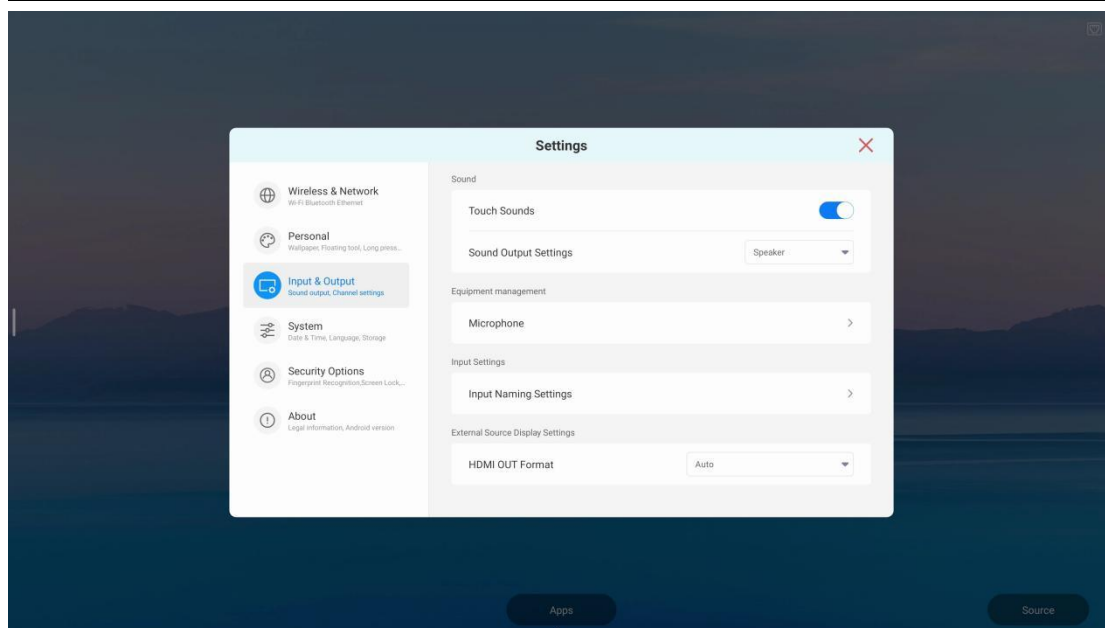 Settings
Wireless & Network
Wi-Fi Bluetooth Ethernet
Personal
Wallpaper, Floating tool, Long press...
Input & Output
Sound output, Channel settings
System
Date & Time, Language, Storage
Security Options
Fingerprint Recognition,Screen Lock,...
About
Legal information, Android version
Sound
Touch Sounds
Sound Output Settings
Speaker
Equipment management
Microphone
Input Settings
Input Naming Settings
External Source Display Settings
HDMI OUT Format
Auto
Apps
Source